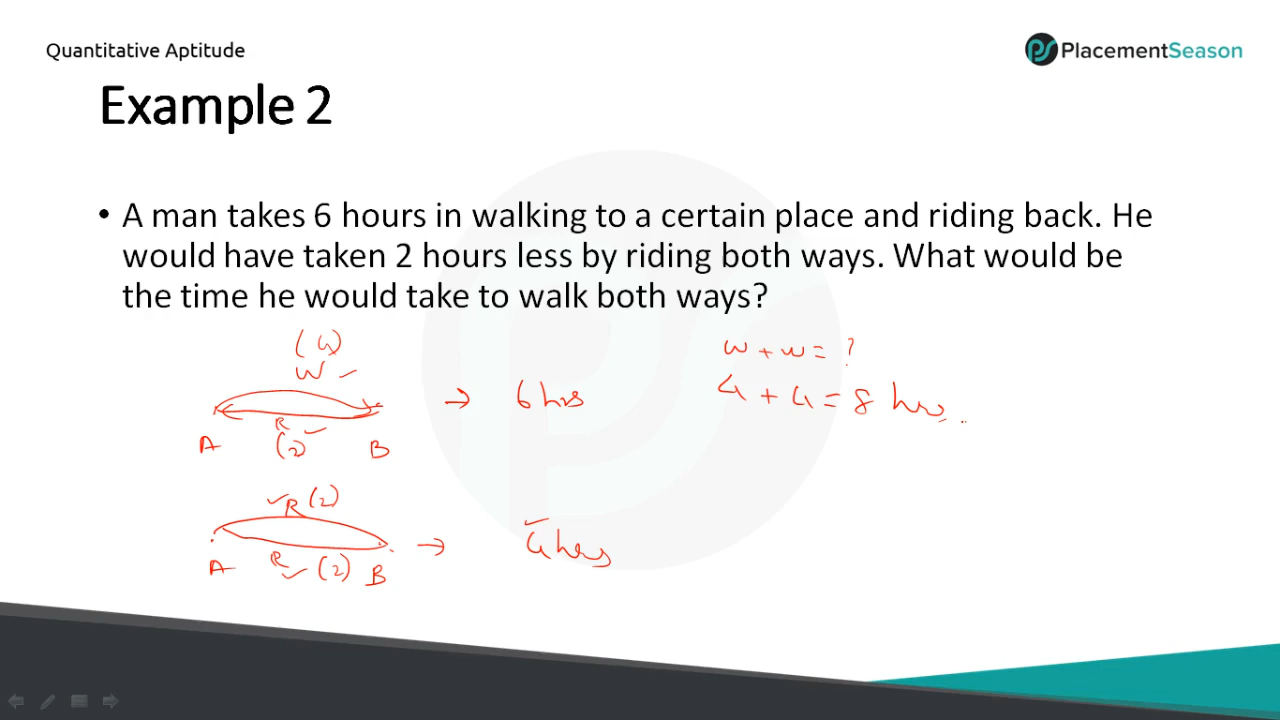 Quantitative Aptitude
PlacementSeason
Example 2
• A man takes 6 hours in walking to a certain place and riding back. He
would have taken 2 hours less by riding both ways. What would be
the time he would take to walk both ways?
(4)
W
→ 6 hrs
R
A (2) B
w + w = ?
4 + 4 = 8 hrs
R (2)
→ 4 hrs
A R (2) B